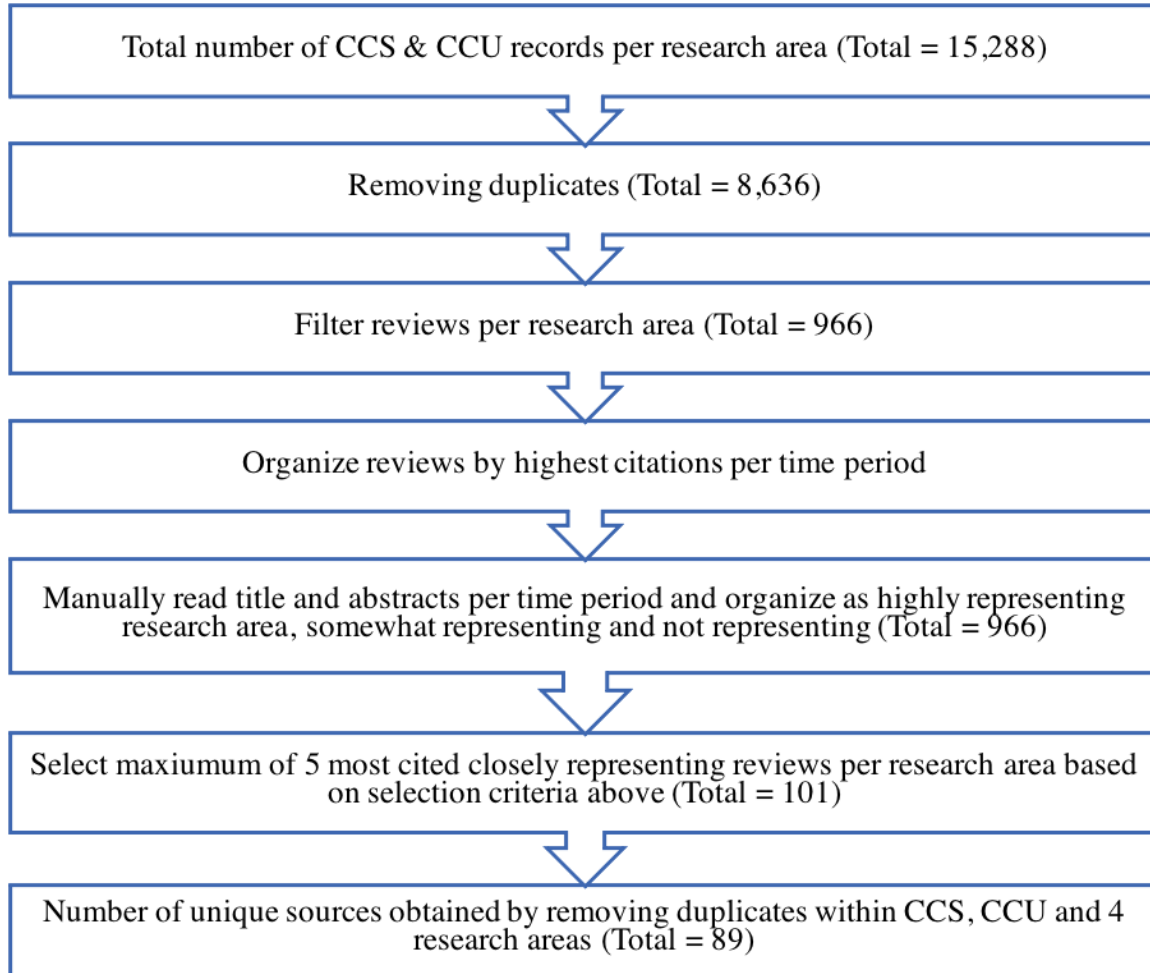 Total number of CCS & CCU records per research area (Total = 15,288)
Removing duplicates (Total = 8,636)
Filter reviews per research area (Total = 966)
Organize reviews by highest citations per time period
Manually read title and abstracts per time period and organize as highly representing
research area, somewhat representing and not representing (Total = 966)
Select maxiumum of 5 most cited closely representing reviews per research area based
on selection criteria above (Total = 101)
Number of unique sources obtained by removing duplicates within CCS, CCU and 4
research areas (Total = 89)